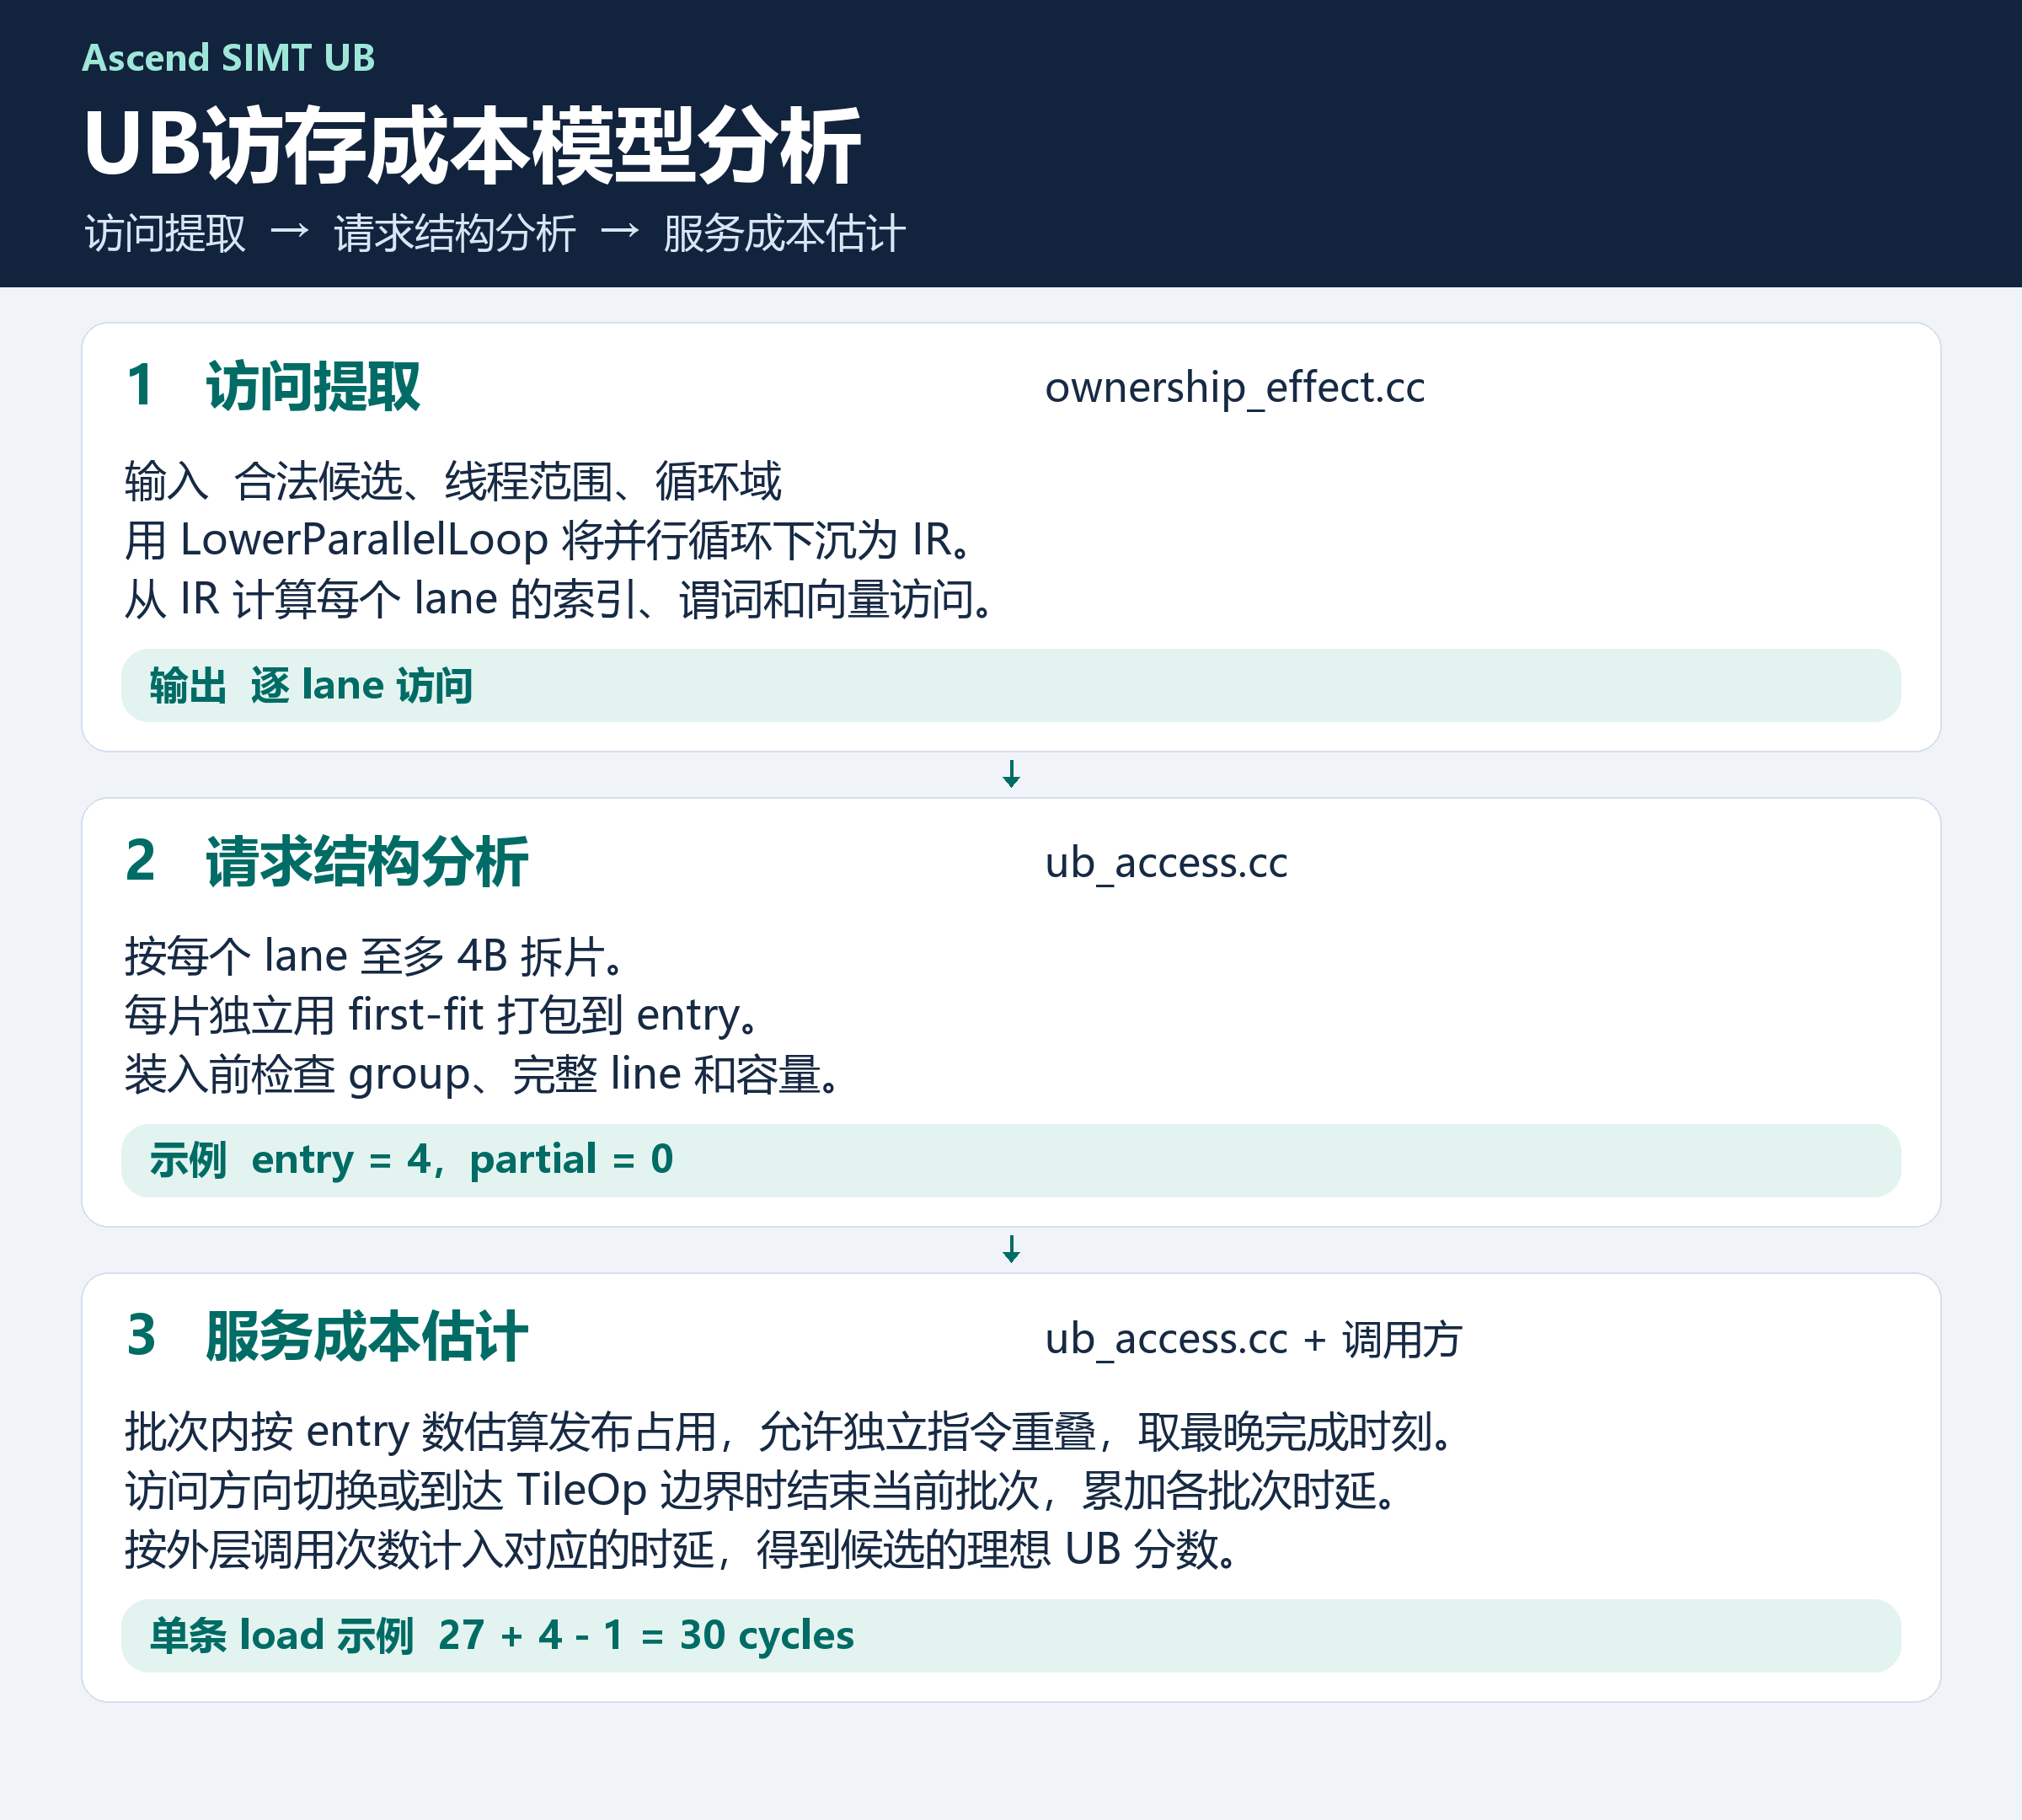 Ascend SIMT UB
UB访存成本模型分析
访问提取 → 请求结构分析 → 服务成本估计
1 访问提取 ownership_effect.cc
输入 合法候选、线程范围、循环域
用 LowerParallelLoop 将并行循环下沉为 IR。
从 IR 计算每个 lane 的索引、谓词和向量访问。
输出 逐 lane 访问
↓
2 请求结构分析 ub_access.cc
按每个 lane 至多 4B 拆片。
每片独立用 first-fit 打包到 entry。
装入前检查 group、完整 line 和容量。
示例 entry = 4，partial = 0
↓
3 服务成本估计 ub_access.cc + 调用方
批次内按 entry 数估算发布占用，允许独立指令重叠，取最晚完成时刻。
访问方向切换或到达 TileOp 边界时结束当前批次，累加各批次时延。
按外层调用次数计入对应的时延，得到候选的理想 UB 分数。
单条 load 示例 27 + 4 - 1 = 30 cycles